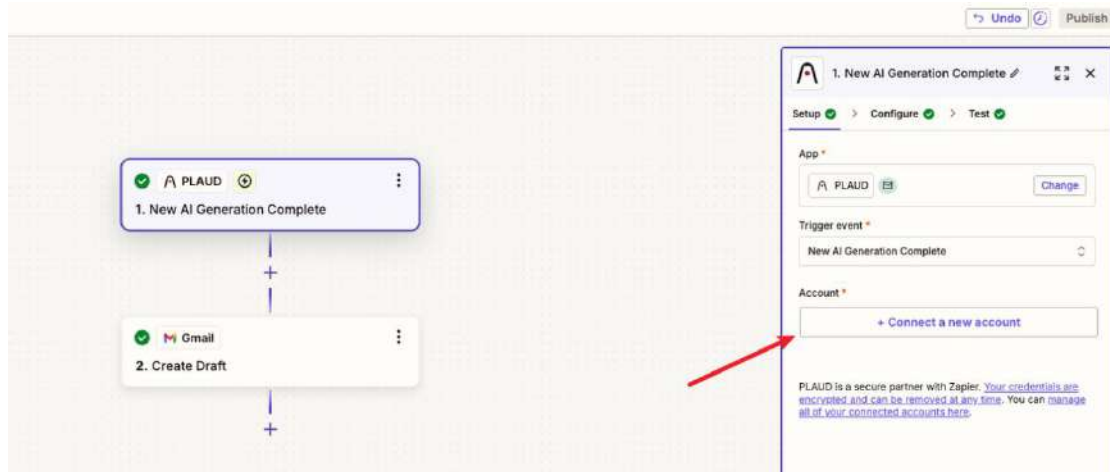 Undo
Publish
1. New AI Generation Complete
Setup > Configure > Test
App *
PLAUD
Change
Trigger event *
New AI Generation Complete
Account *
+ Connect a new account
PLAUD is a secure partner with Zapier. Your credentials are
encrypted and can be removed at any time. You can manage
all of your connected accounts here.
PLAUD
1. New AI Generation Complete
+
Gmail
2. Create Draft
+